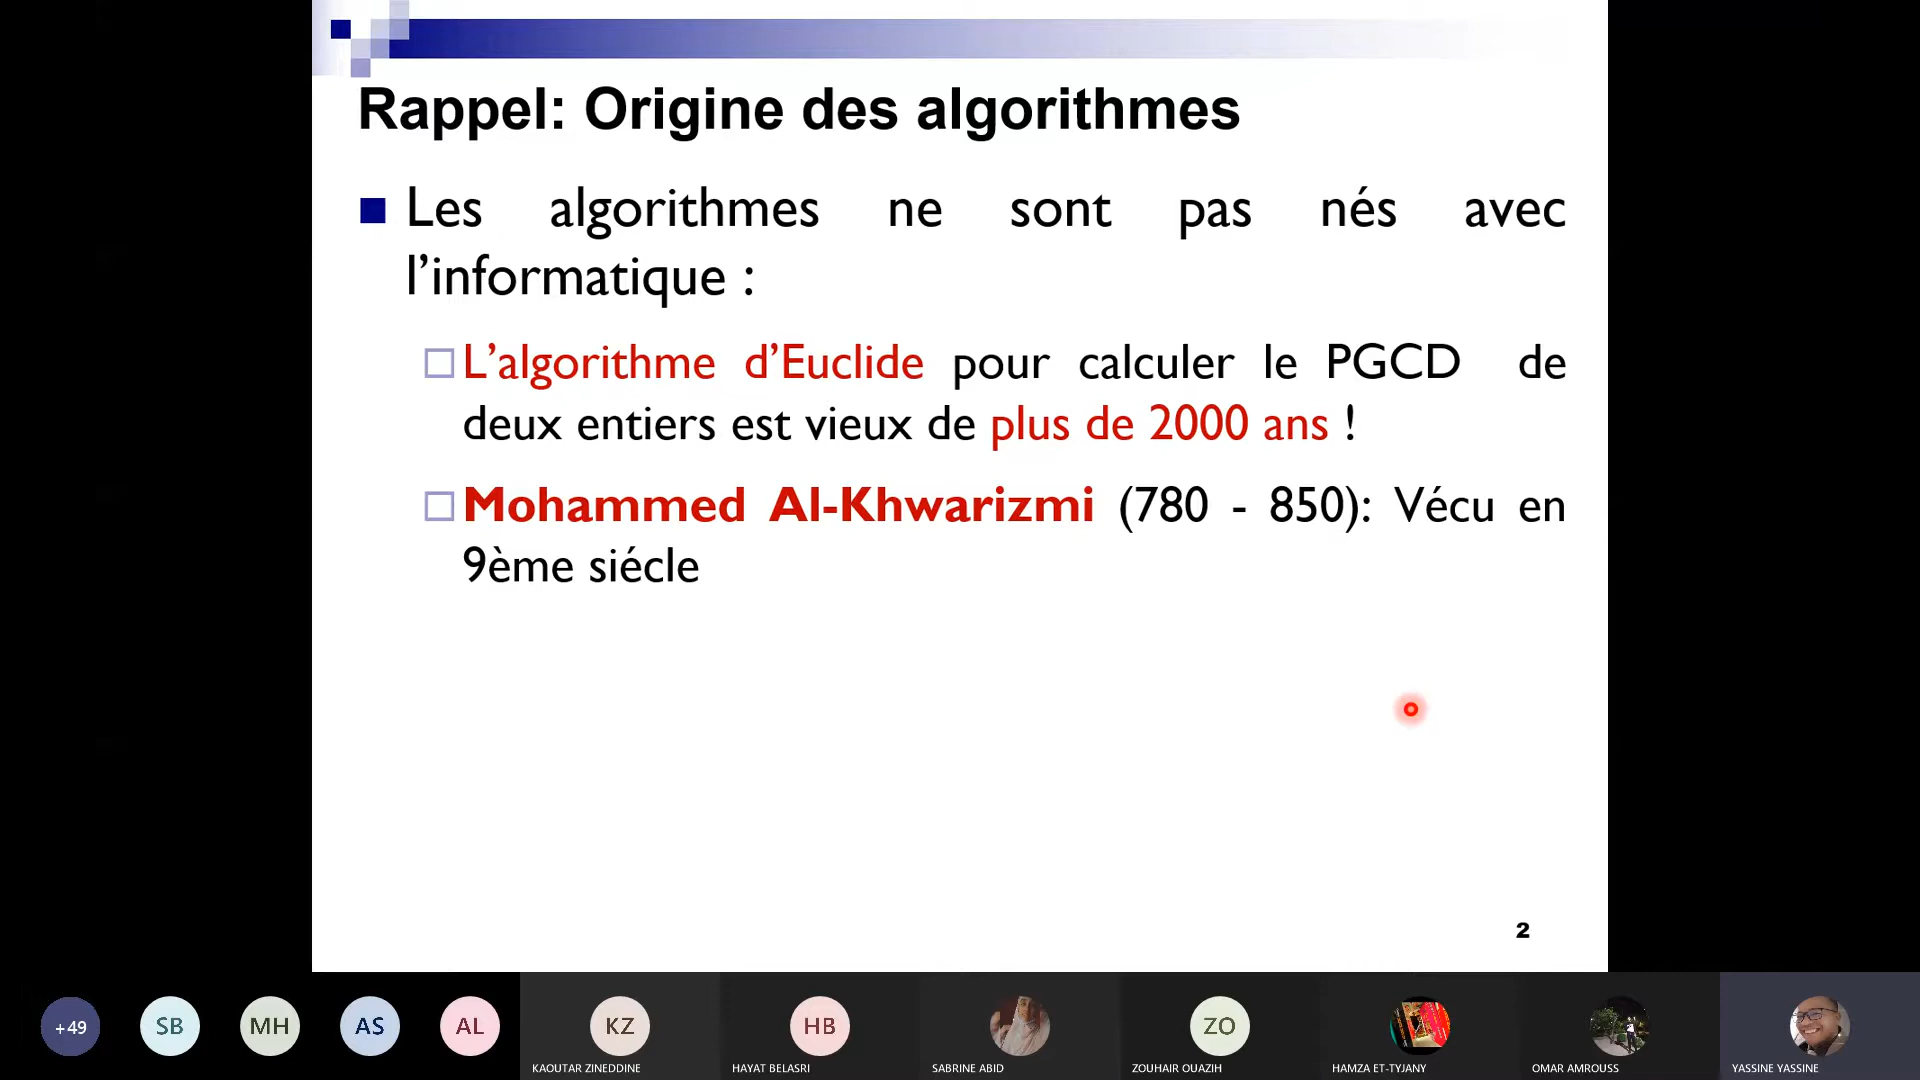 Rappel: Origine des algorithmes
Les algorithmes ne sont pas nés avec
l’informatique :
L’algorithme d’Euclide pour calculer le PGCD de
deux entiers est vieux de plus de 2000 ans !
Mohammed Al-Khwarizmi (780 - 850): Vécu en
9ème siécle
2
+49
SB
MH
AS
AL
KZ
HB
ZO
KAOUTAR ZINEDDINE
HAYAT BELASRI
SABRINE ABID
ZOUHAIR OUAZIH
HAMZA ET-TYJANY
OMAR AMROUSS
YASSINE YASSINE